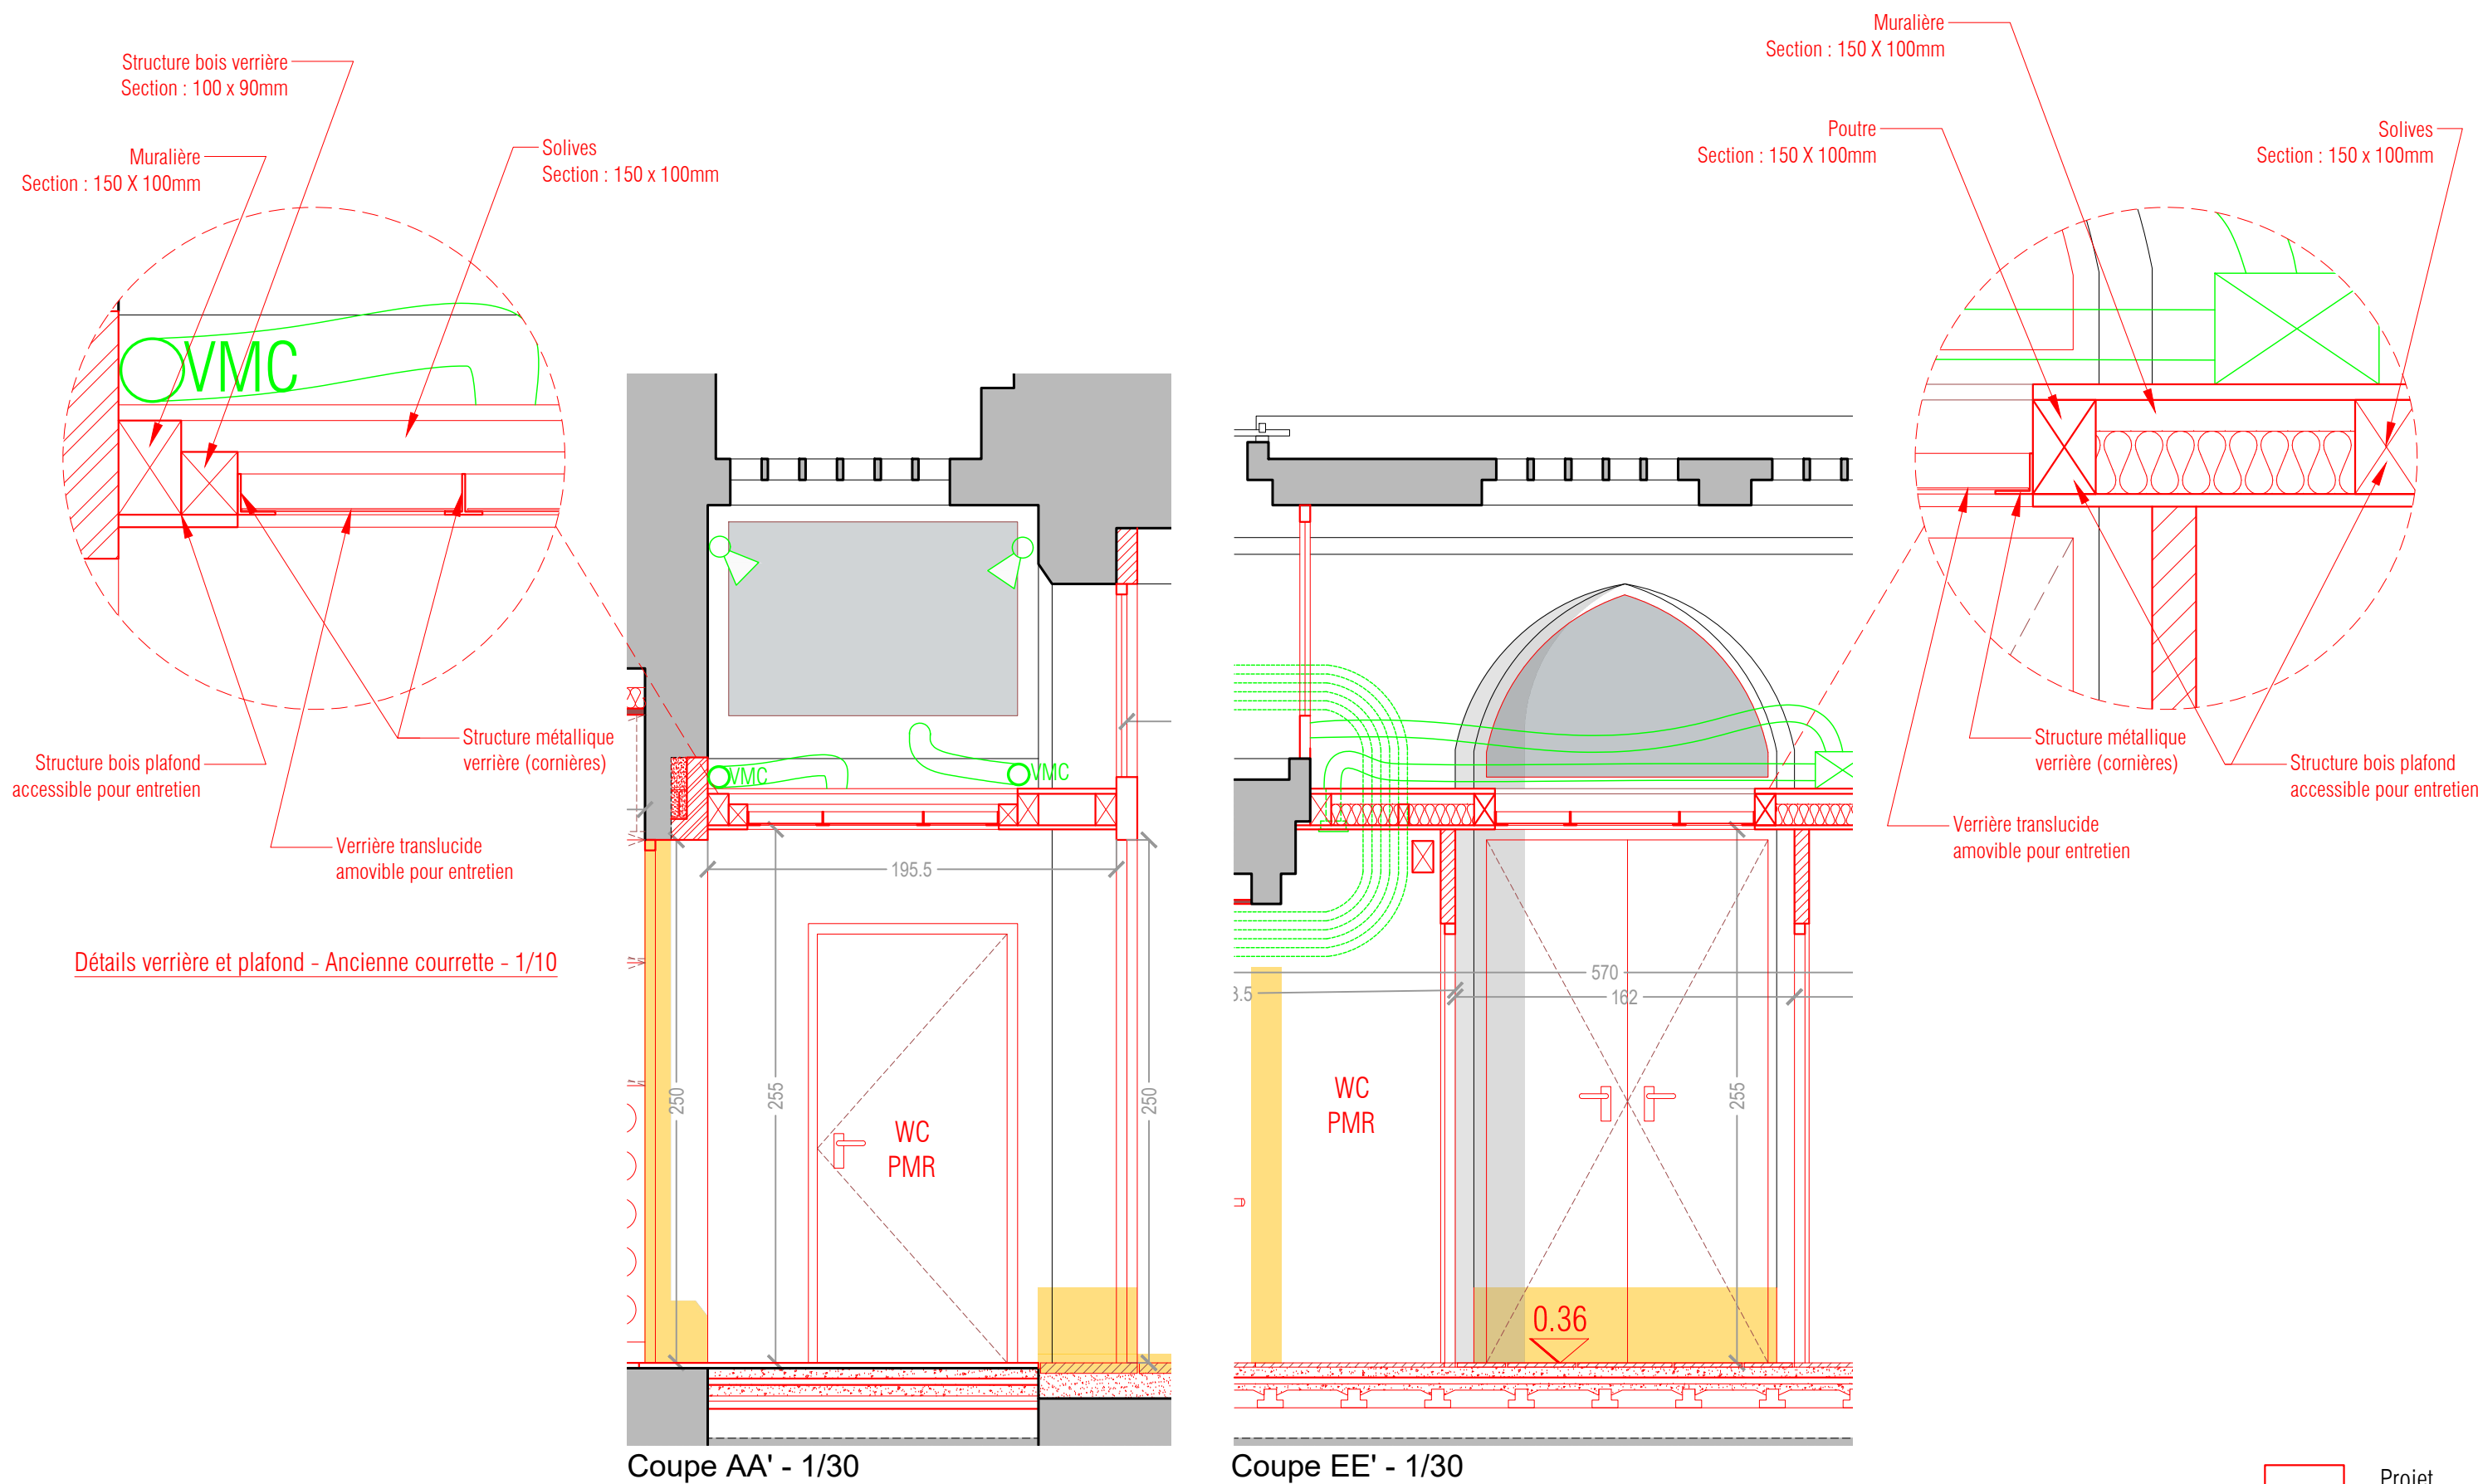 Structure bois verrière
Section : 100 x 90mm
Muralière
Section : 150 X 100mm
Solives
Section : 150 x 100mm
VMC
Structure bois plafond
accessible pour entretien
Structure métallique
verrière (cornières)
Verrière translucide
amovible pour entretien
Détails verrière et plafond - Ancienne courrette - 1/10
VMC
VMC
195.5
250
255
250
WC
PMR
Coupe AA' - 1/30
Muralière
Section : 150 X 100mm
Poutre
Section : 150 X 100mm
Solives
Section : 150 x 100mm
Structure métallique
verrière (cornières)
Structure bois plafond
accessible pour entretien
Verrière translucide
amovible pour entretien
570
3.5
162
255
WC
PMR
0.36
Coupe EE' - 1/30
Projet